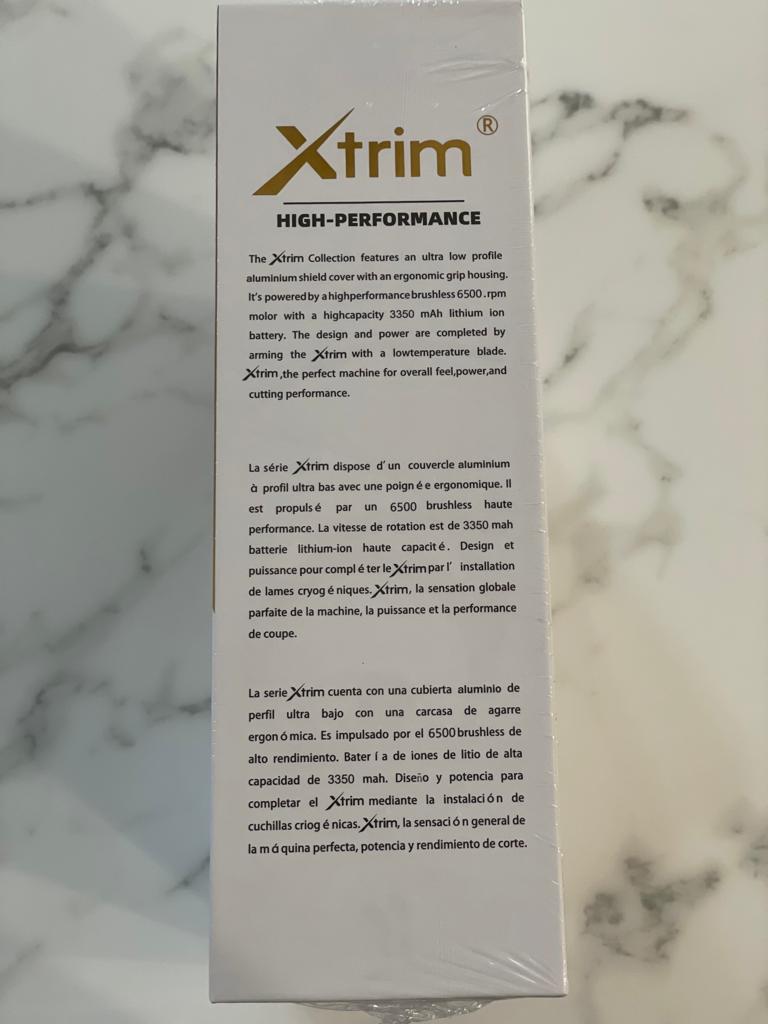 Xtrim®
HIGH-PERFORMANCE
The Xtrim Collection features an ultra low profile
aluminium shield cover with an ergonomic grip housing.
It's powered by a highperformance brushless 6500.rpm
molor with a highcapacity 3350 mAh lithium ion
battery. The design and power are completed by
arming the Xtrim with a lowtemperature blade.
Xtrim,the perfect machine for overall feel,power,and
cutting performance.
La série Xtrim dispose d'un couvercle aluminium
à profil ultra bas avec une poign é e ergonomique. Il
est propuls é par un 6500 brushless haute
performance. La vitesse de rotation est de 3350 mah
batterie lithium-ion haute capacit é. Design et
puissance pour compl é ter le Xtrim par l' installation
de lames cryog é niques. Xtrim, la sensation globale
parfaite de la machine, la puissance et la performance
de coupe.
La serie Xtrim cuenta con una cubierta aluminio de
perfil ultra bajo con una carcasa de agarre
ergon ó mica. Es impulsado por el 6500 brushless de
alto rendimiento. Bater í a de iones de litio de alta
capacidad de 3350 mah. Diseño y potencia para
completar el Xtrim mediante la instalaci ó n de
cuchillas criog é nicas. Xtrim, la sensaci ó n general de
la m á quina perfecta, potencia y rendimiento de corte.